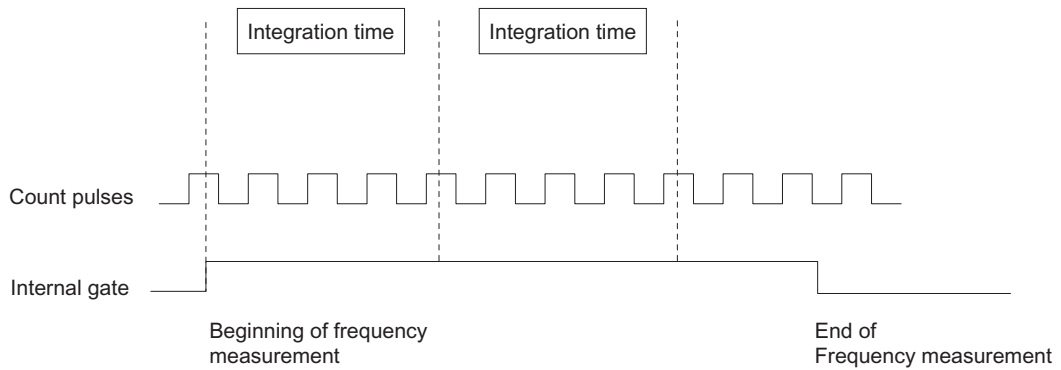 Integration time
Integration time
Count pulses
Internal gate
Beginning of frequency
measurement
End of
Frequency measurement